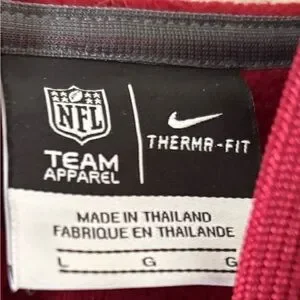 NFL
TEAM
APPAREL
THERMA-FIT
MADE IN THAILAND
FABRIQUE EN THAILANDE
L G G